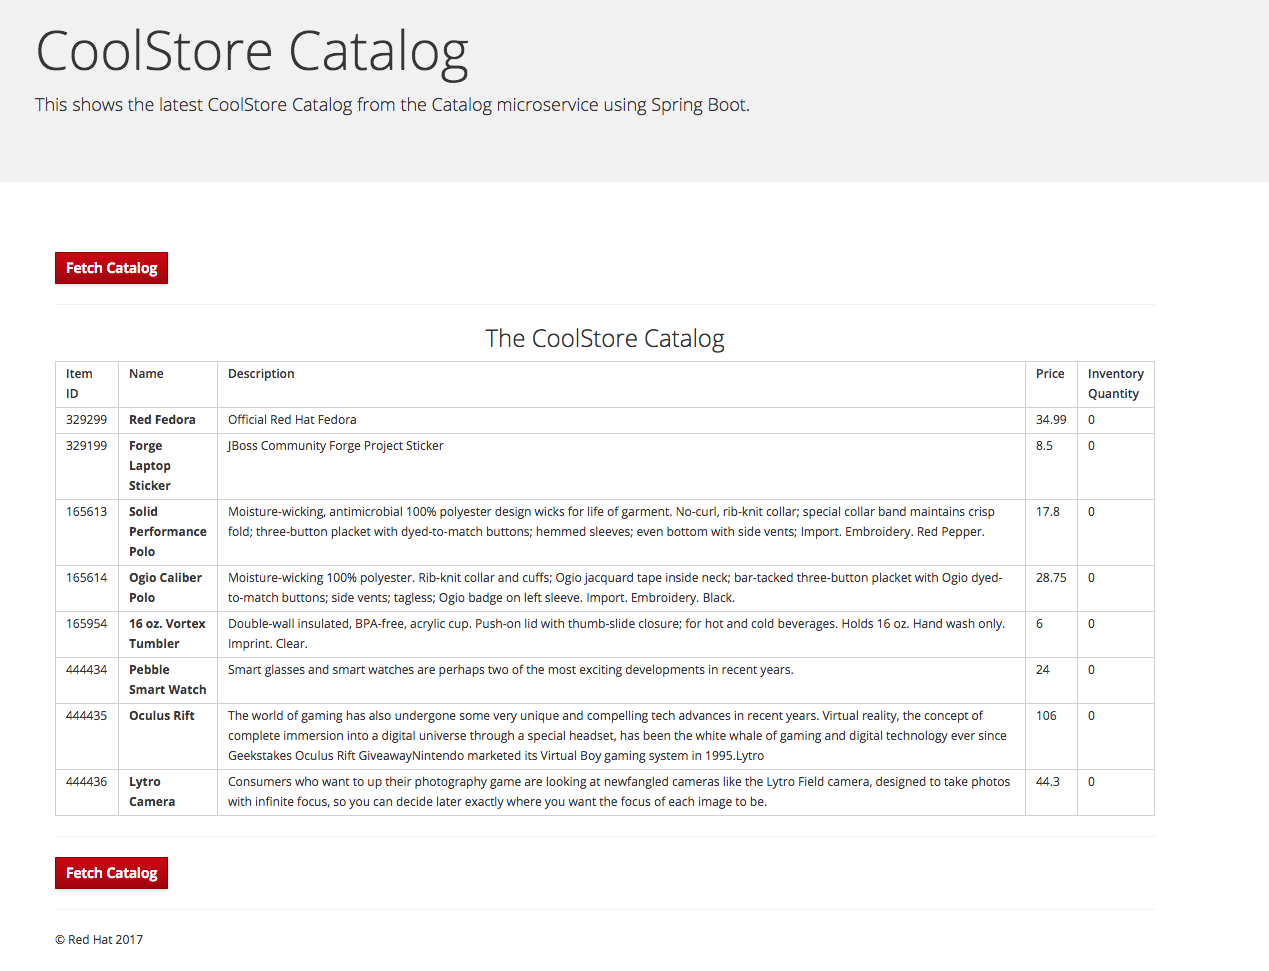 CoolStore Catalog
This shows the latest CoolStore Catalog from the Catalog microservice using Spring Boot.
Fetch Catalog
The CoolStore Catalog
Item ID Name Description Price Inventory Quantity
329299 Red Fedora Official Red Hat Fedora 34.99 0
329199 Forge Laptop Sticker JBoss Community Forge Project Sticker 8.5 0
165613 Solid Performance Polo Moisture-wicking, antimicrobial 100% polyester design wicks for life of garment. No-curl, rib-knit collar; special collar band maintains crisp fold; three-button placket with dyed-to-match buttons; hemmed sleeves; even bottom with side vents; Import. Embroidery. Red Pepper. 17.8 0
165614 Ogio Caliber Polo Moisture-wicking 100% polyester. Rib-knit collar and cuffs; Ogio jacquard tape inside neck; bar-tacked three-button placket with Ogio dyed-to-match buttons; side vents; tagless; Ogio badge on left sleeve. Import. Embroidery. Black. 28.75 0
165954 16 oz. Vortex Tumbler Double-wall insulated, BPA-free, acrylic cup. Push-on lid with thumb-slide closure; for hot and cold beverages. Holds 16 oz. Hand wash only. Imprint. Clear. 6 0
444434 Pebble Smart Watch Smart glasses and smart watches are perhaps two of the most exciting developments in recent years. 24 0
444435 Oculus Rift The world of gaming has also undergone some very unique and compelling tech advances in recent years. Virtual reality, the concept of complete immersion into a digital universe through a special headset, has been the white whale of gaming and digital technology ever since Geekstakes Oculus Rift GiveawayNintendo marketed its Virtual Boy gaming system in 1995.Lytro 106 0
444436 Lytro Camera Consumers who want to up their photography game are looking at newfangled cameras like the Lytro Field camera, designed to take photos with infinite focus, so you can decide later exactly where you want the focus of each image to be. 44.3 0
Fetch Catalog
© Red Hat 2017